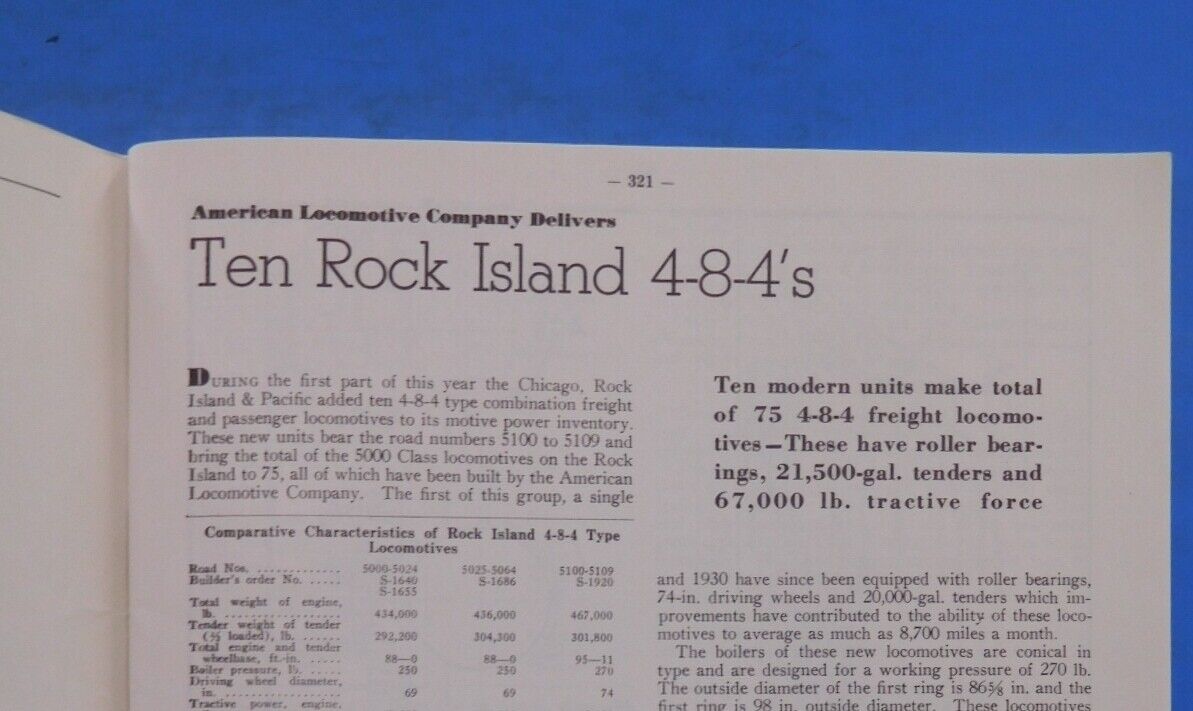 — 321 —
American Locomotive Company Delivers
Ten Rock Island 4-8-4's
DURING the first part of this year the Chicago, Rock
Island & Pacific added ten 4-8-4 type combination freight
and passenger locomotives to its motive power inventory.
These new units bear the road numbers 5100 to 5109 and
bring the total of the 5000 Class locomotives on the Rock
Island to 75, all of which have been built by the American
Locomotive Company. The first of this group, a single
Comparative Characteristics of Rock Island 4-8-4 Type
Locomotives
Road Nos. ............. 5000-5024 5025-5064 5100-5109
Builder's order No. ..... S-1640 S-1686 S-1920
S-1655
Total weight of engine,
lb. ................. 434,000 436,000 467,000
Tender weight of tender
(⅔ loaded), lb. ...... 292,200 304,300 301,800
Total engine and tender
wheelbase, ft.-in. ..... 88—0 88—0 95—11
Boiler pressure, lb. ..... 250 250 270
Driving wheel diameter,
in. ................. 69 69 74
Tractive power, engine,
Ten modern units make total
of 75 4-8-4 freight locomo-
tives—These have roller bear-
ings, 21,500-gal. tenders and
67,000 lb. tractive force
and 1930 have since been equipped with roller bearings,
74-in. driving wheels and 20,000-gal. tenders which im-
provements have contributed to the ability of these loco-
motives to average as much as 8,700 miles a month.
The boilers of these new locomotives are conical in
type and are designed for a working pressure of 270 lb.
The outside diameter of the first ring is 86⅝ in. and the
first ring is 98 in. outside diameter. These locomotives